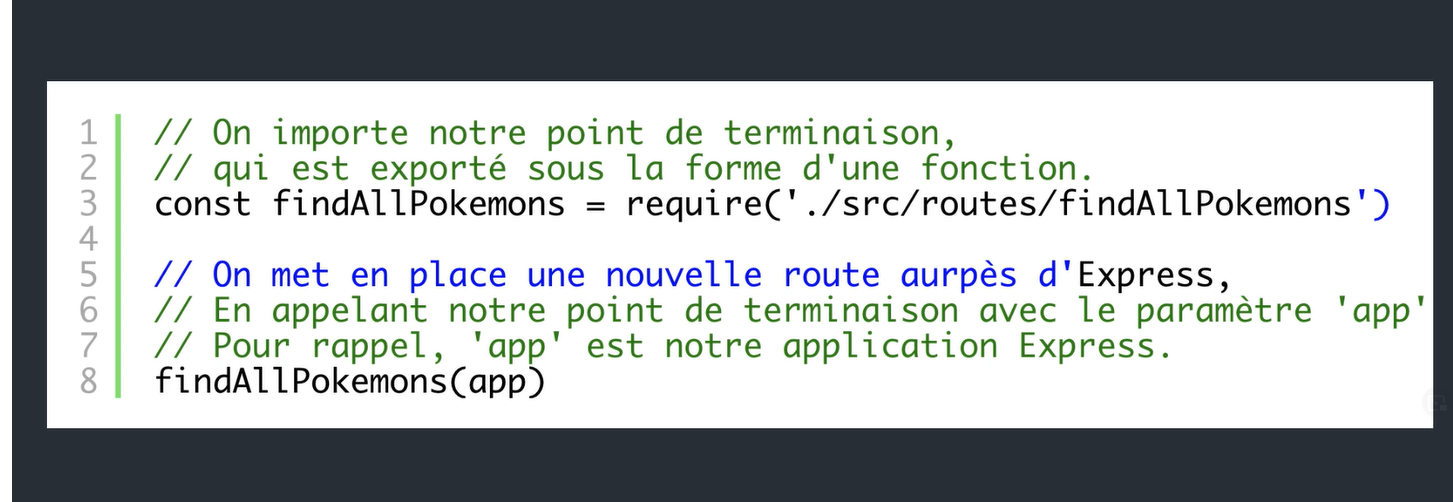 1 // On importe notre point de terminaison,
2 // qui est exporté sous la forme d'une fonction.
3 const findAllPokemons = require('./src/routes/findAllPokemons')
4
5 // On met en place une nouvelle route aurpès d'Express,
6 // En appelant notre point de terminaison avec le paramètre 'app'
7 // Pour rappel, 'app' est notre application Express.
8 findAllPokemons(app)